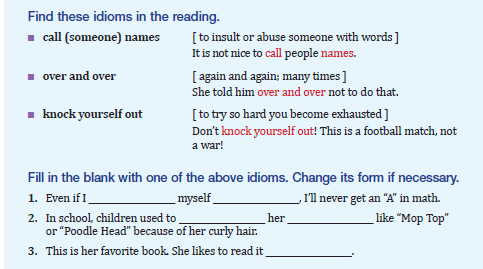 Find these idioms in the reading.
■ call (someone) names [ to insult or abuse someone with words ]
It is not nice to call people names.
■ over and over [ again and again; many times ]
She told him over and over not to do that.
■ knock yourself out [ to try so hard you become exhausted ]
Don't knock yourself out! This is a football match, not
a war!
Fill in the blank with one of the above idioms. Change its form if necessary.
1. Even if I ________________ myself ________________, I'll never get an “A” in math.
2. In school, children used to ________________ her ________________ like “Mop Top”
or “Poodle Head” because of her curly hair.
3. This is her favorite book. She likes to read it ________________.